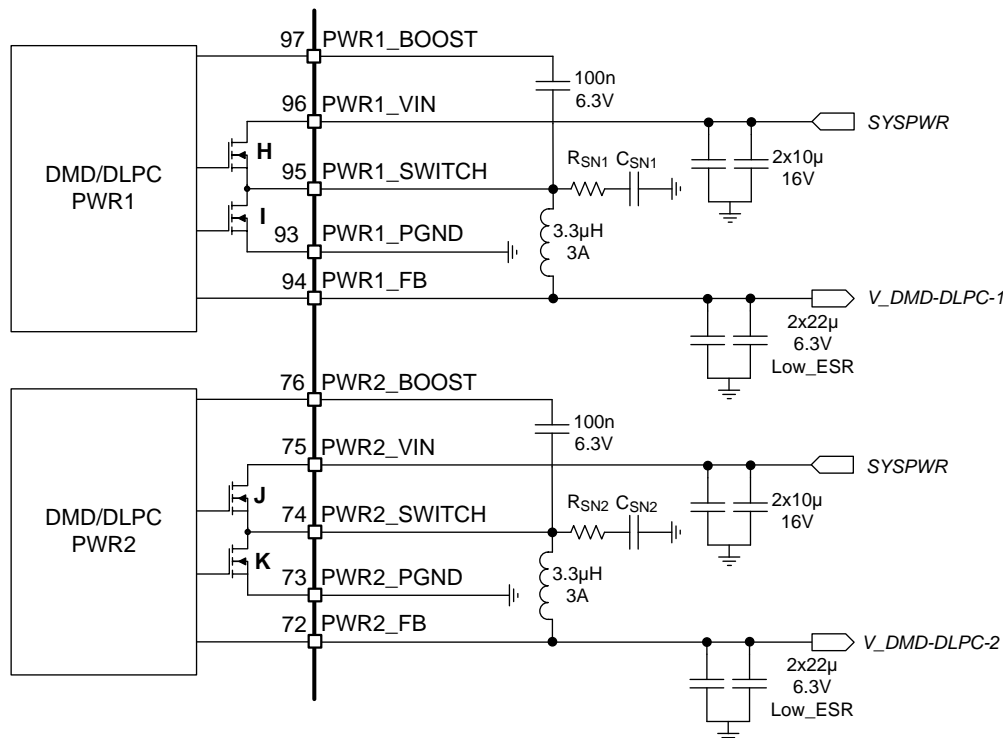 97 PWR1_BOOST
100n
6.3V
96 PWR1_VIN
SYSPWR
H
DMD/DLPC
PWR1
95 PWR1_SWITCH
RSN1 CSN1
2x10µ
16V
I
93 PWR1_PGND
3.3µH
3A
94 PWR1_FB
V_DMD-DLPC-1
2x22µ
6.3V
Low_ESR
76 PWR2_BOOST
100n
6.3V
75 PWR2_VIN
SYSPWR
J
DMD/DLPC
PWR2
74 PWR2_SWITCH
RSN2 CSN2
2x10µ
16V
K
73 PWR2_PGND
3.3µH
3A
72 PWR2_FB
V_DMD-DLPC-2
2x22µ
6.3V
Low_ESR